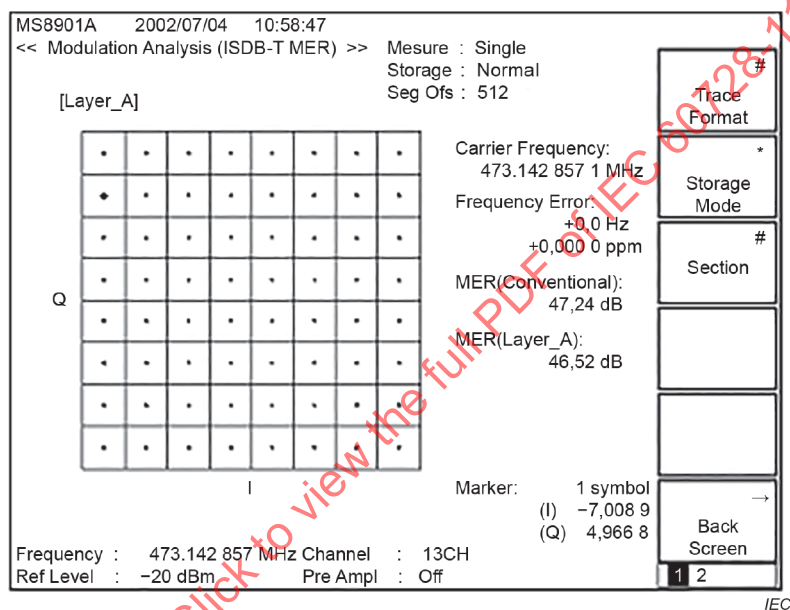 MS8901A 2002/07/04 10:58:47
<< Modulation Analysis (ISDB-T MER) >> Mesure : Single
Storage : Normal
Seg Ofs : 512
[Layer_A]
Q
I
Carrier Frequency:
473.142 857 1 MHz
Frequency Error:
+0,0 Hz
+0,000 0 ppm
MER(Conventional):
47,24 dB
MER(Layer_A):
46,52 dB
Marker: 1 symbol
(I) −7,008 9
(Q) 4,966 8
Frequency : 473.142 857 MHz Channel : 13CH
Ref Level : −20 dBm Pre Ampl : Off
#
Trace
Format
*
Storage
Mode
#
Section
→
Back
Screen
1 2
IEC
Click to view the full PDF of IEC 60728-1